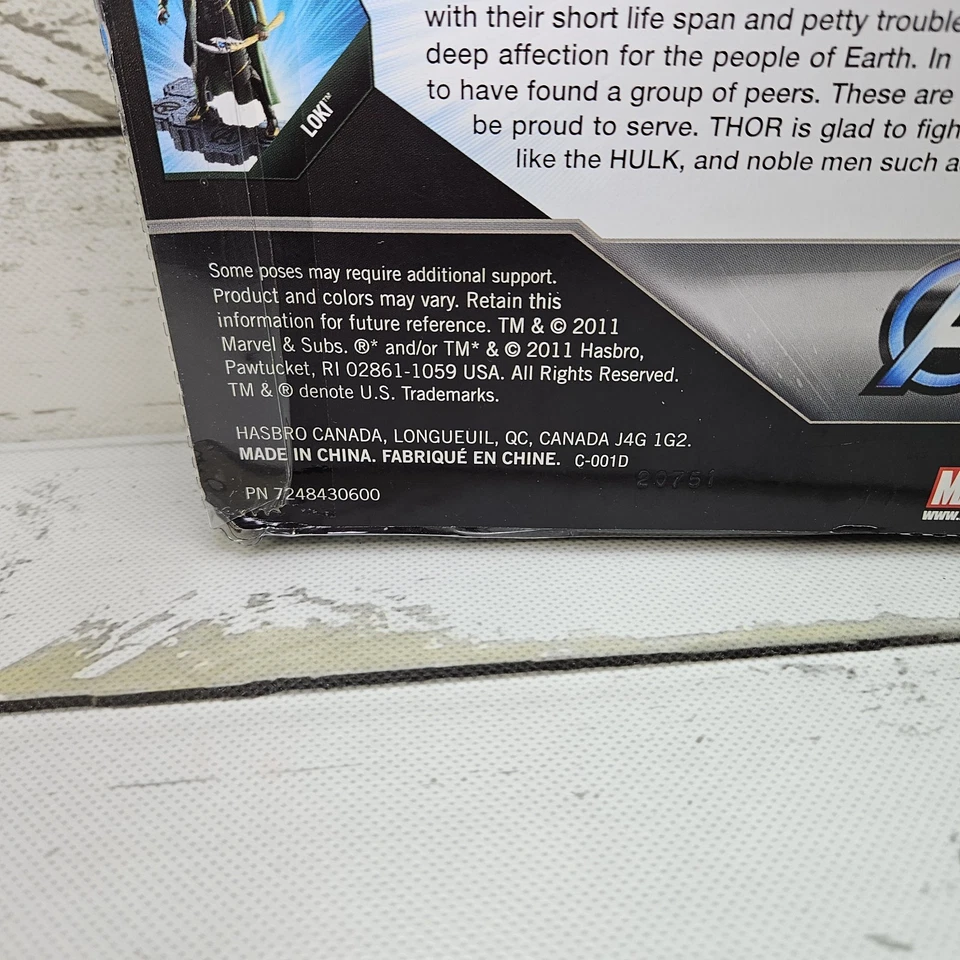 with their short life span and petty
deep affection for the people of Earth. In
to have found a group of peers. These are
be proud to serve. THOR is glad to
like the HULK, and noble men such
LOKI™
Some poses may require additional support.
Product and colors may vary. Retain this
information for future reference. TM & © 2011
Marvel & Subs. ®* and/or TM* & © 2011 Hasbro,
Pawtucket, RI 02861-1059 USA. All Rights Reserved.
TM & ® denote U.S. Trademarks.
HASBRO CANADA, LONGUEUIL, QC, CANADA J4G 1G2.
MADE IN CHINA. FABRIQUÉ EN CHINE. C-001D
PN 7248430600
www.